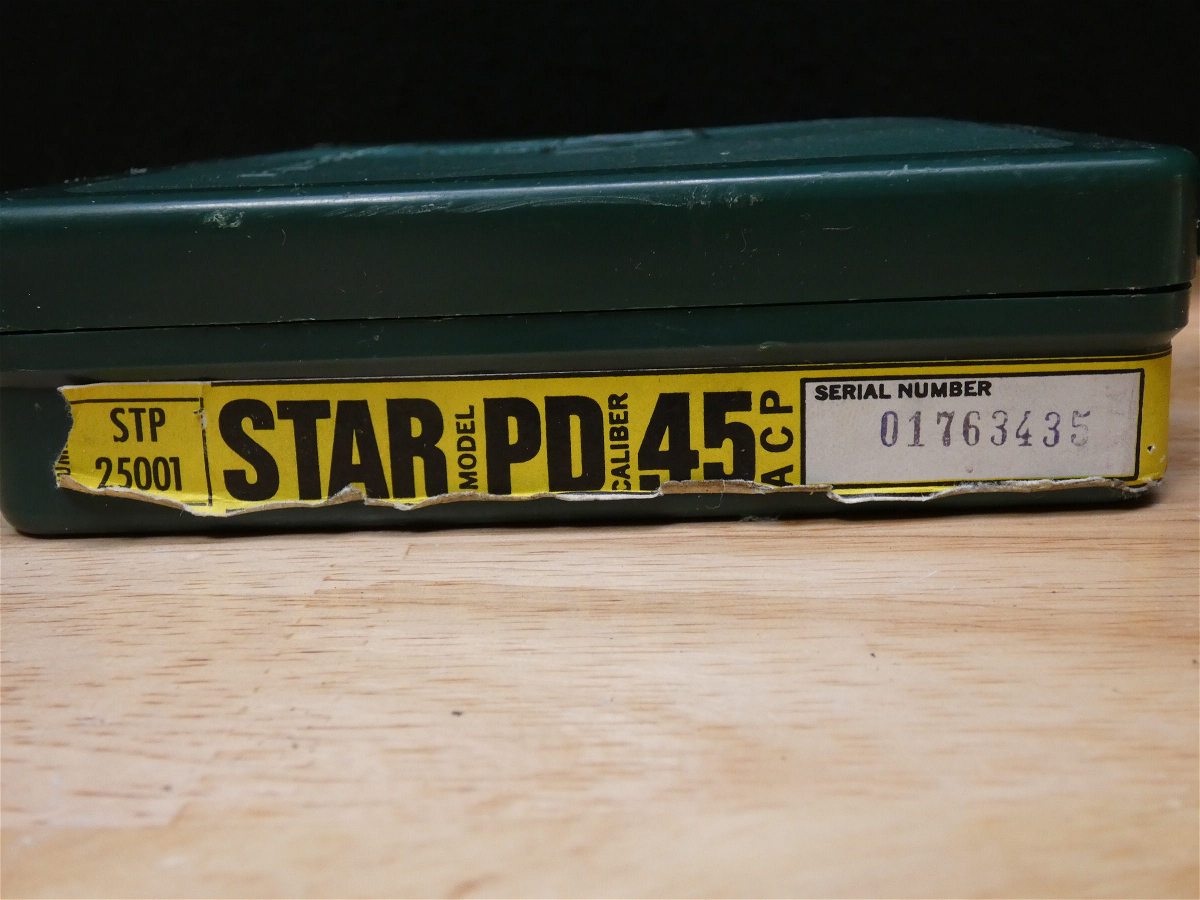 STP
25001
STAR MODEL PD CALIBER .45 ACP
SERIAL NUMBER
01763435